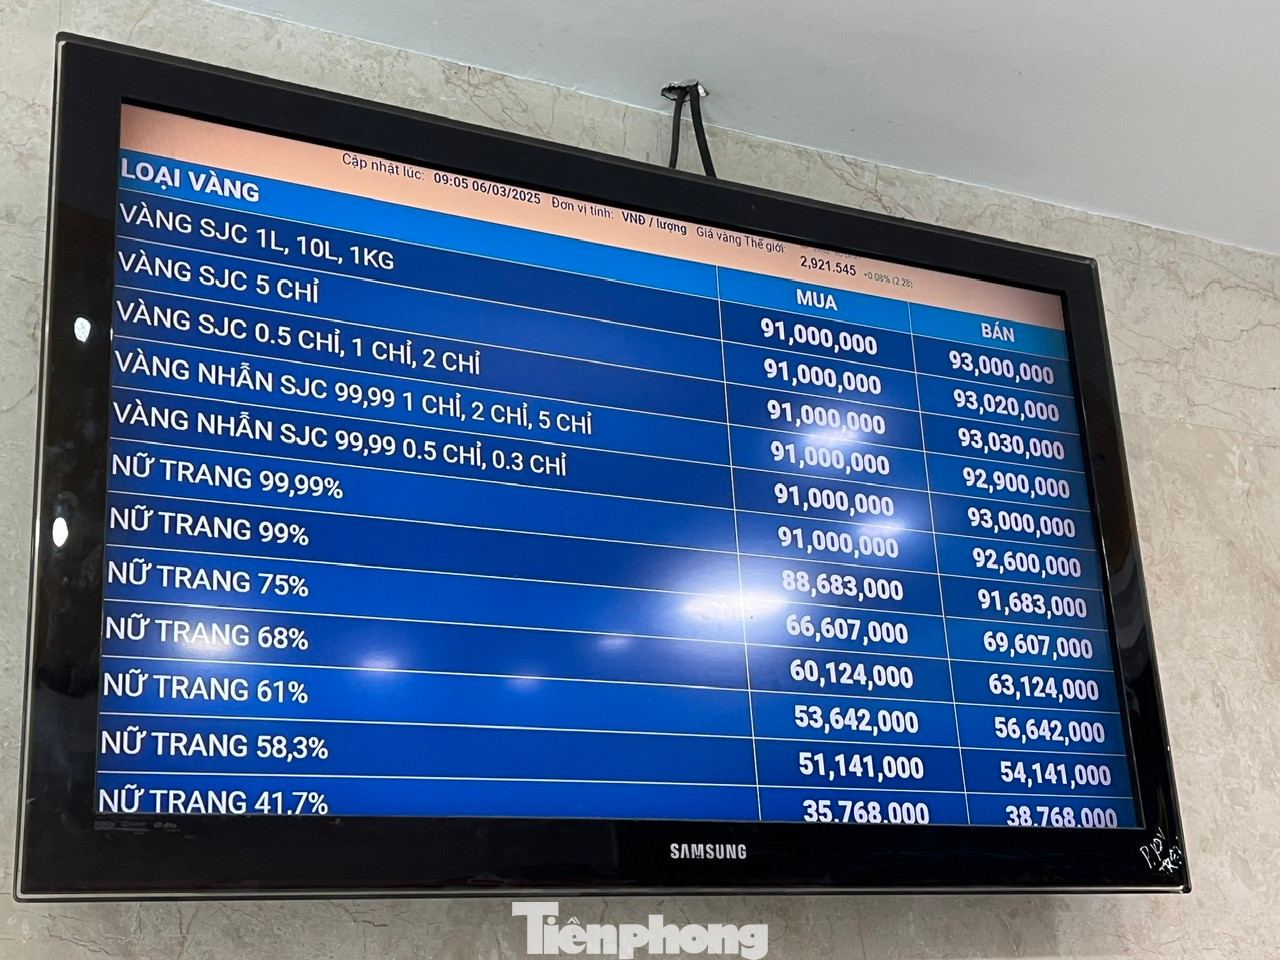 Cập nhật lúc: 09:05 06/03/2025 Đơn vị tính: VNĐ / lượng Giá vàng Thế giới: 2,921.545 +0.08% (2.28)
LOẠI VÀNG MUA BÁN
VÀNG SJC 1L, 10L, 1KG 91,000,000 93,000,000
VÀNG SJC 5 CHỈ 91,000,000 93,020,000
VÀNG SJC 0.5 CHỈ, 1 CHỈ, 2 CHỈ 91,000,000 93,030,000
VÀNG NHẪN SJC 99,99 1 CHỈ, 2 CHỈ, 5 CHỈ 91,000,000 92,900,000
VÀNG NHẪN SJC 99,99 0.5 CHỈ, 0.3 CHỈ 91,000,000 93,000,000
NỮ TRANG 99,99% 91,000,000 92,600,000
NỮ TRANG 99% 88,683,000 91,683,000
NỮ TRANG 75% 66,607,000 69,607,000
NỮ TRANG 68% 60,124,000 63,124,000
NỮ TRANG 61% 53,642,000 56,642,000
NỮ TRANG 58,3% 51,141,000 54,141,000
NỮ TRANG 41,7% 35,768,000 38,768,000
SAMSUNG
Tiênphong